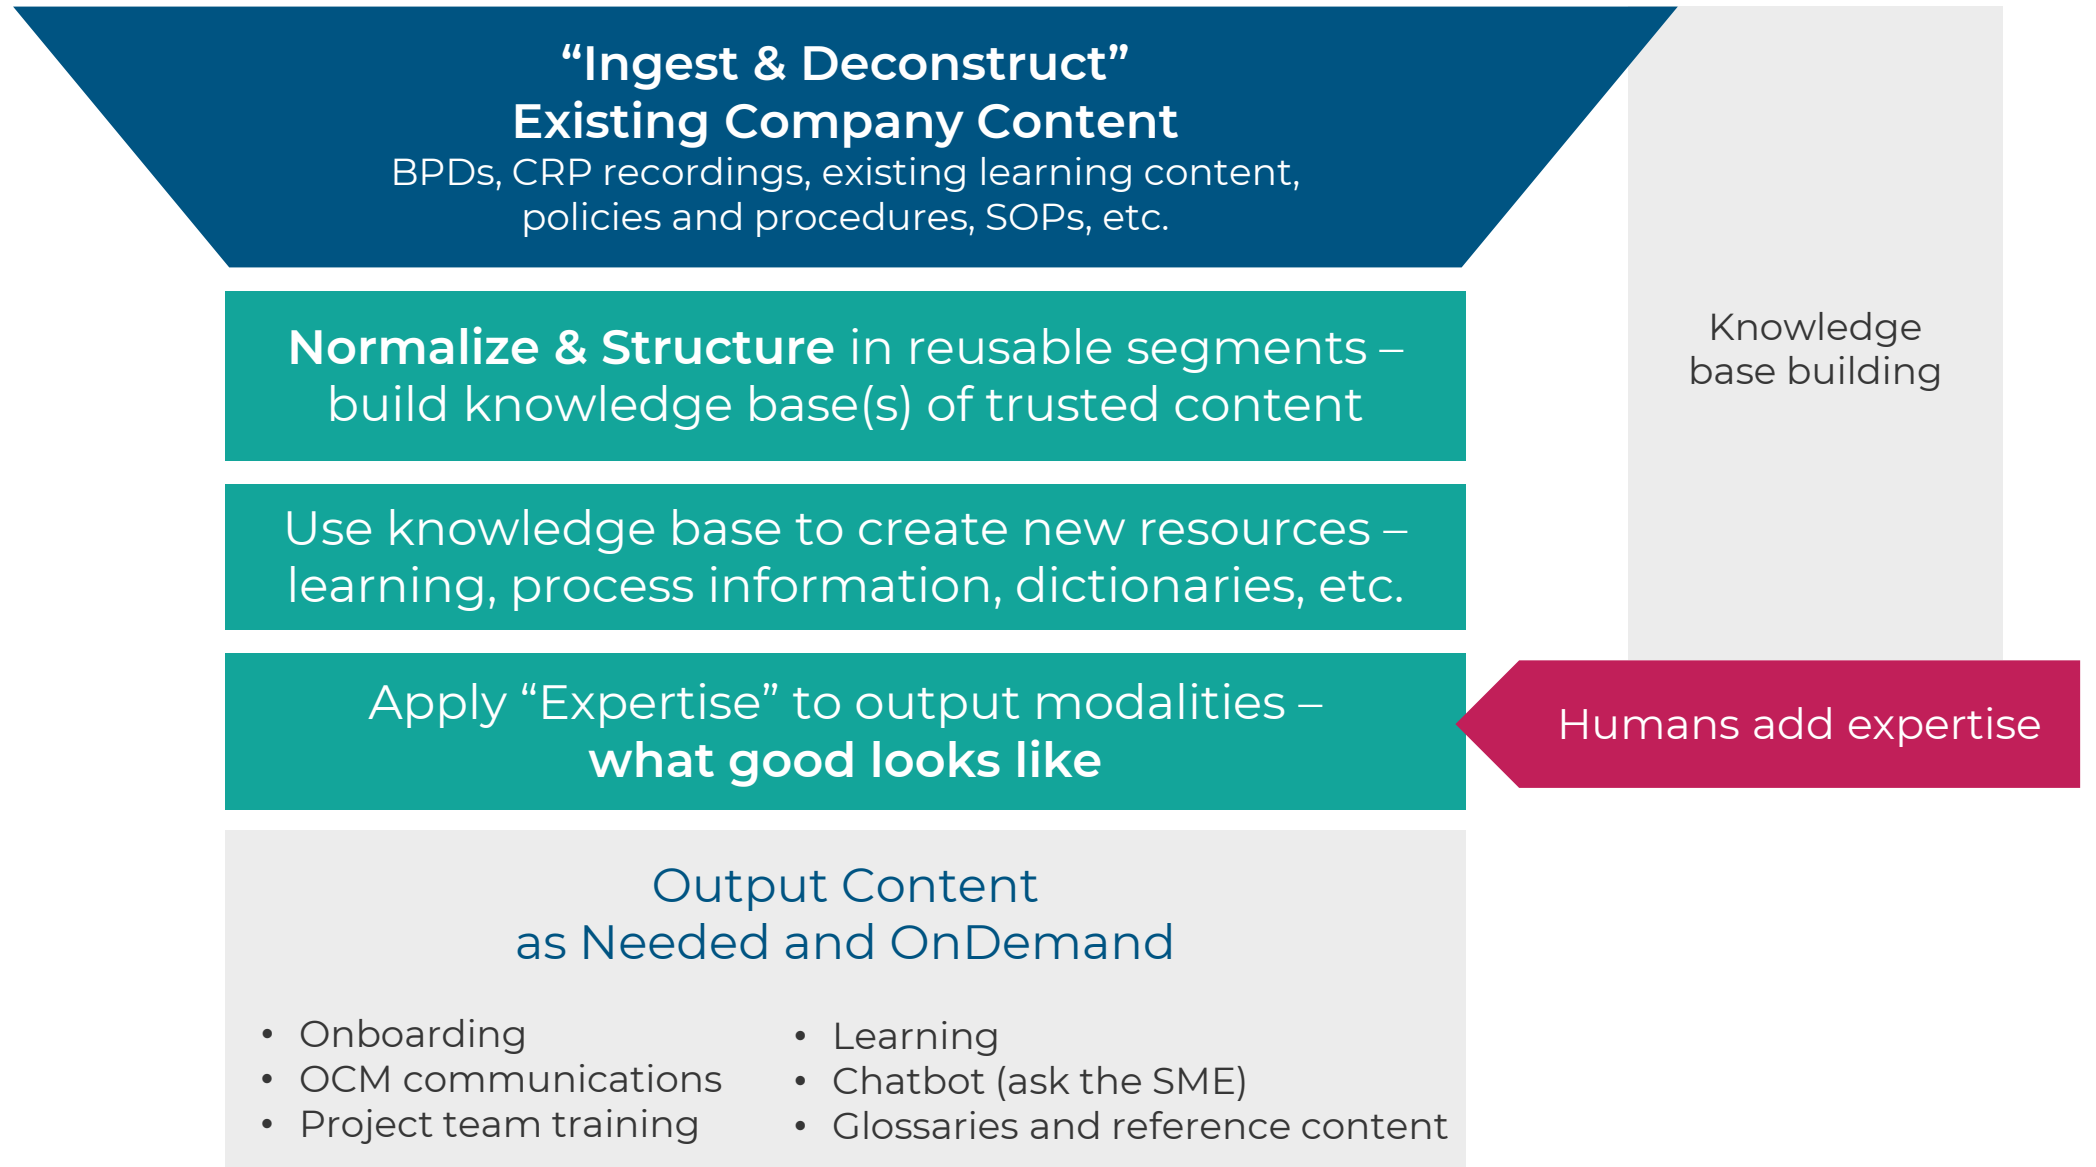 “Ingest & Deconstruct”
Existing Company Content
BPDs, CRP recordings, existing learning content,
policies and procedures, SOPs, etc.
Normalize & Structure in reusable segments –
build knowledge base(s) of trusted content
Knowledge
base building
Use knowledge base to create new resources –
learning, process information, dictionaries, etc.
Apply “Expertise” to output modalities –
what good looks like
Humans add expertise
Output Content
as Needed and OnDemand
• Onboarding
• OCM communications
• Project team training
• Learning
• Chatbot (ask the SME)
• Glossaries and reference content